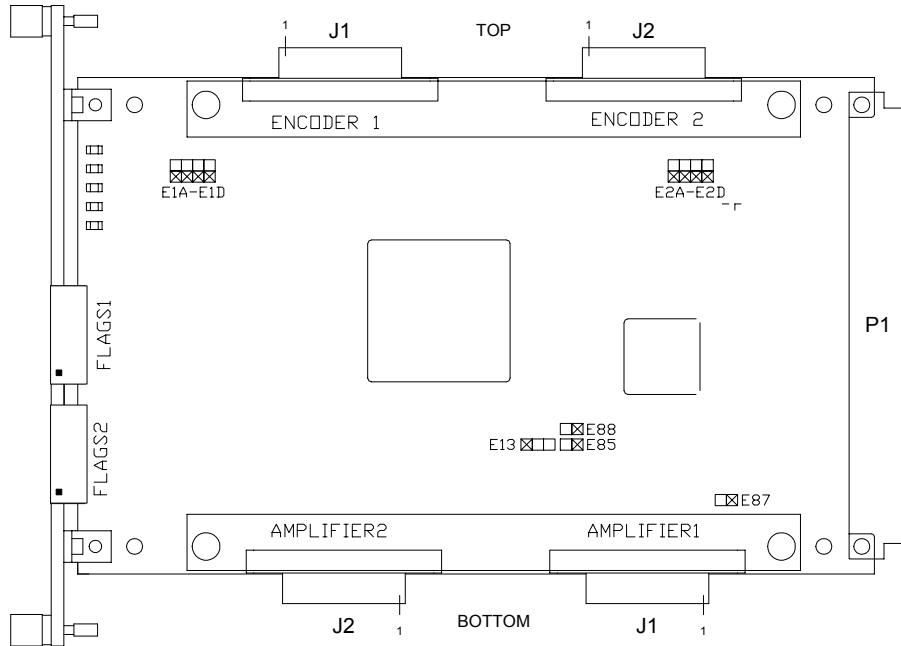 J1 TOP J2
1 1
ENCODER 1 ENCODER 2
E1A-E1D E2A-E2D
FLAGS1
P1
FLAGS2
E88
E13 E85
E87
AMPLIFIER2 AMPLIFIER1
J2 1 BOTTOM J1 1